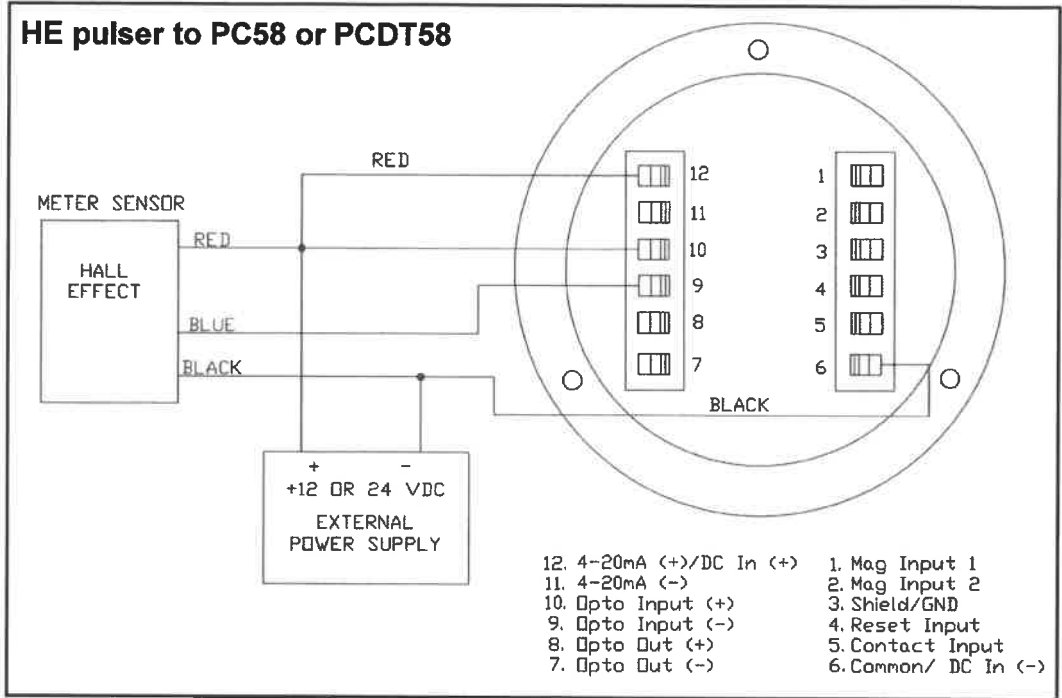 HE pulser to PC58 or PCDT58
RED
METER SENSOR
RED
HALL
EFFECT
BLUE
BLACK
12
11
10
9
8
7
1
2
3
4
5
6
BLACK
+ -
+12 OR 24 VDC
EXTERNAL
POWER SUPPLY
12. 4-20mA (+)/DC In (+)
11. 4-20mA (-)
10. Opto Input (+)
9. Opto Input (-)
8. Opto Out (+)
7. Opto Out (-)
1. Mag Input 1
2. Mag Input 2
3. Shield/GND
4. Reset Input
5. Contact Input
6. Common/ DC In (-)